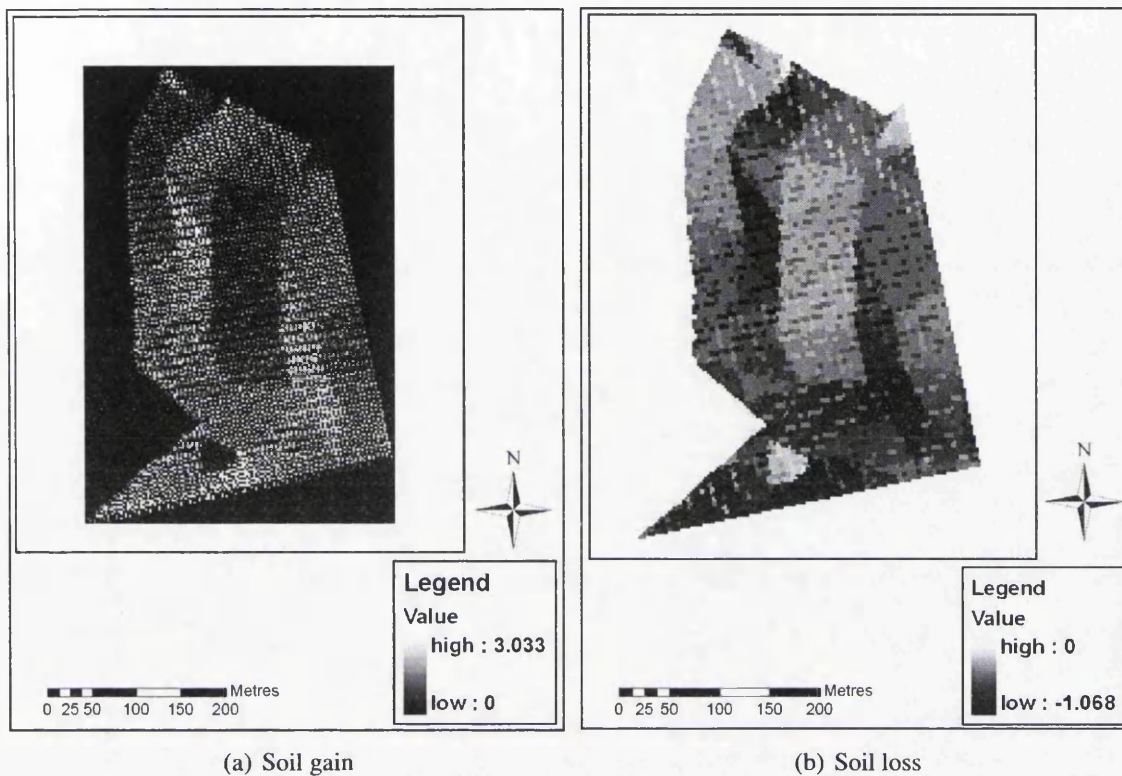 N
Legend
Value
high : 3.033
low : 0
Metres
0 25 50 100 150 200
(a) Soil gain
N
Legend
Value
high : 0
low : -1.068
Metres
0 25 50 100 150 200
(b) Soil loss